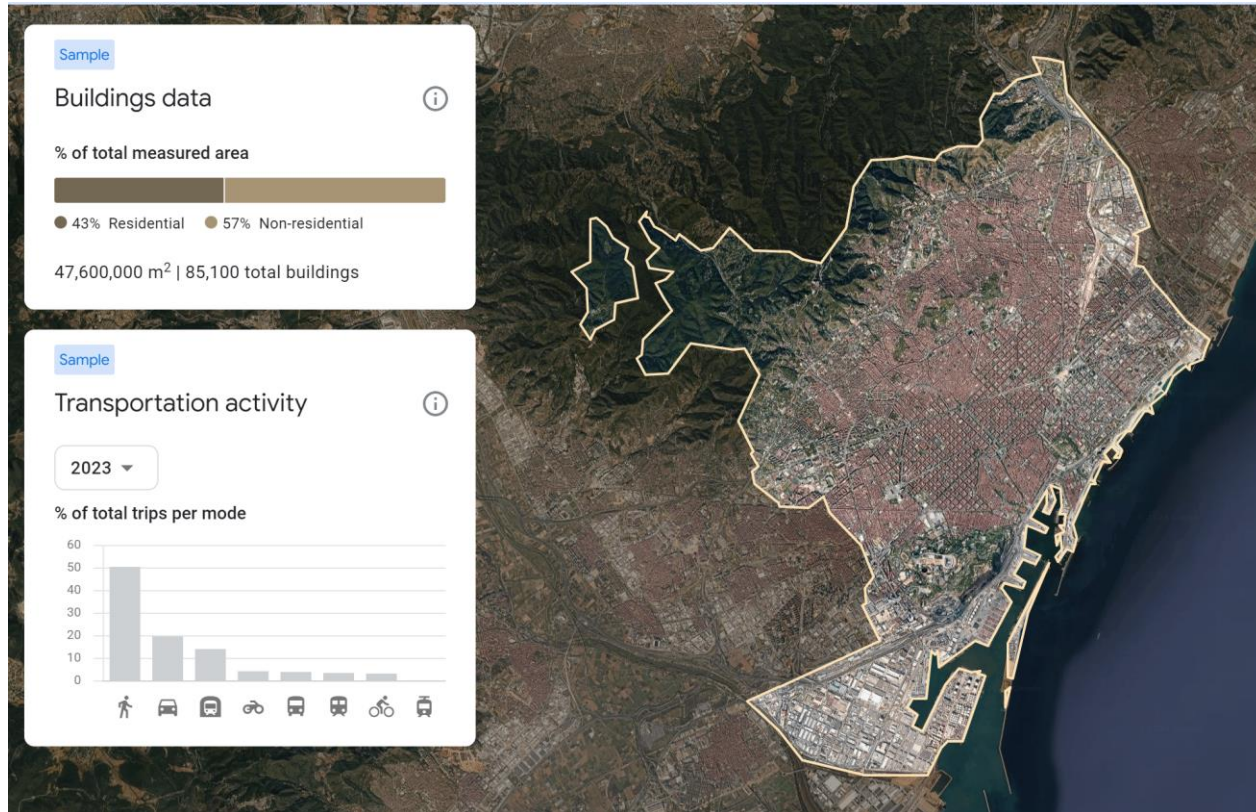 Sample
Buildings data
% of total measured area
43% Residential 57% Non-residential
47,600,000 m² | 85,100 total buildings
Sample
Transportation activity
2023
% of total trips per mode
60
50
40
30
20
10
0